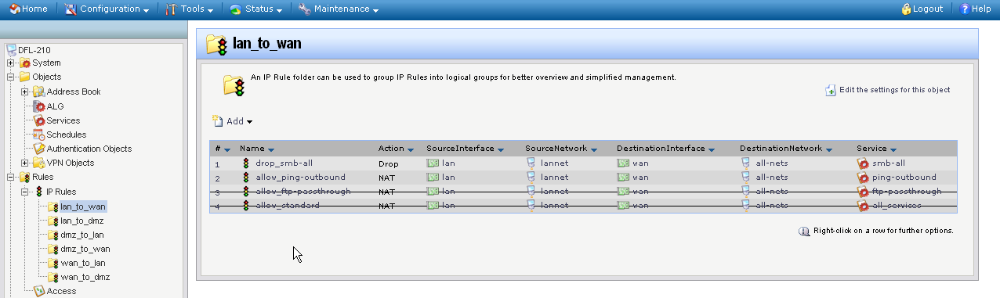 Home Configuration Tools Status Maintenance Logout Help
DFL-210
System
Objects
Address Book
ALG
Services
Schedules
Authentication Objects
VPN Objects
Rules
IP Rules
lan_to_wan
lan_to_dmz
dmz_to_lan
dmz_to_wan
wan_to_lan
wan_to_dmz
Access
lan_to_wan
An IP Rule folder can be used to group IP Rules into logical groups for better overview and simplified management.
Edit the settings for this object
Add
# Name Action SourceInterface SourceNetwork DestinationInterface DestinationNetwork Service
1 drop_smb-all Drop lan lannet wan all-nets smb-all
2 allow_ping-outbound NAT lan lannet wan all-nets ping-outbound
3 allow_ftp-passthrough NAT lan lannet wan all-nets ftp-passthrough
4 allow_standard NAT lan lannet wan all-nets all_services
Right-click on a row for further options.